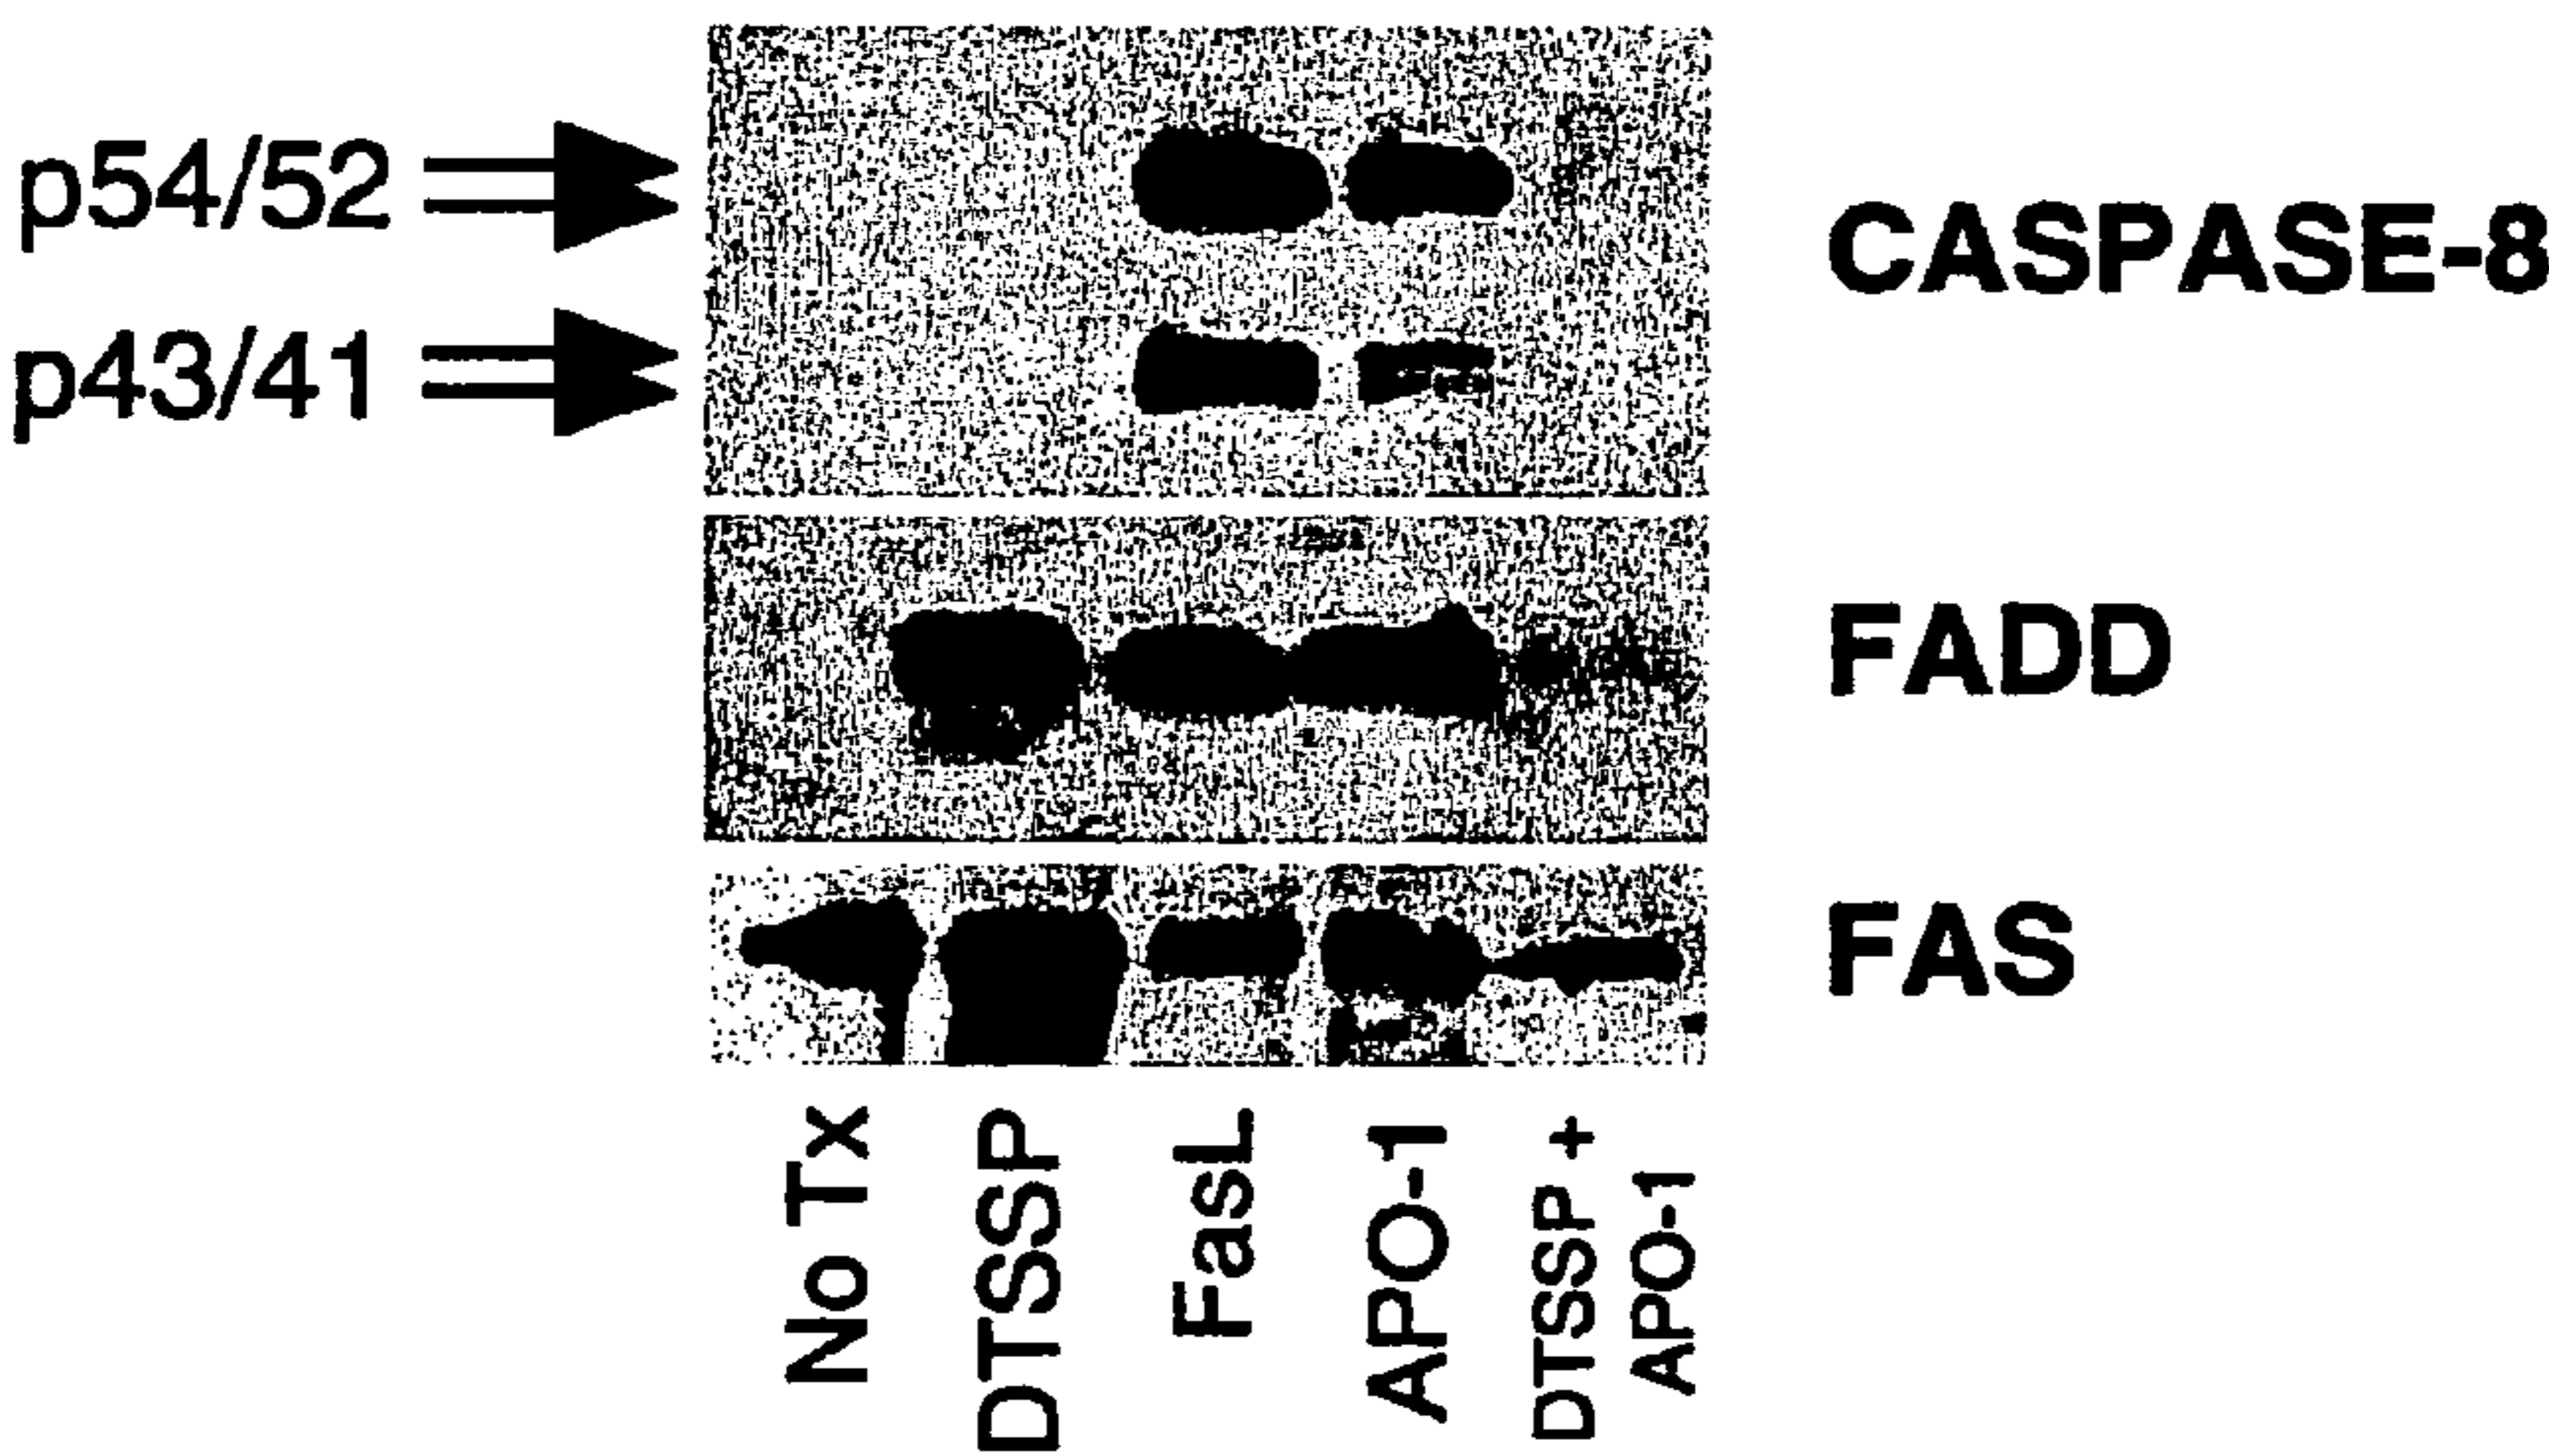 p54/52
CASPASE-8
p43/41
FADD
FAS
No Tx
DTSSP
FasL
APO-1
DTSSP +
APO-1